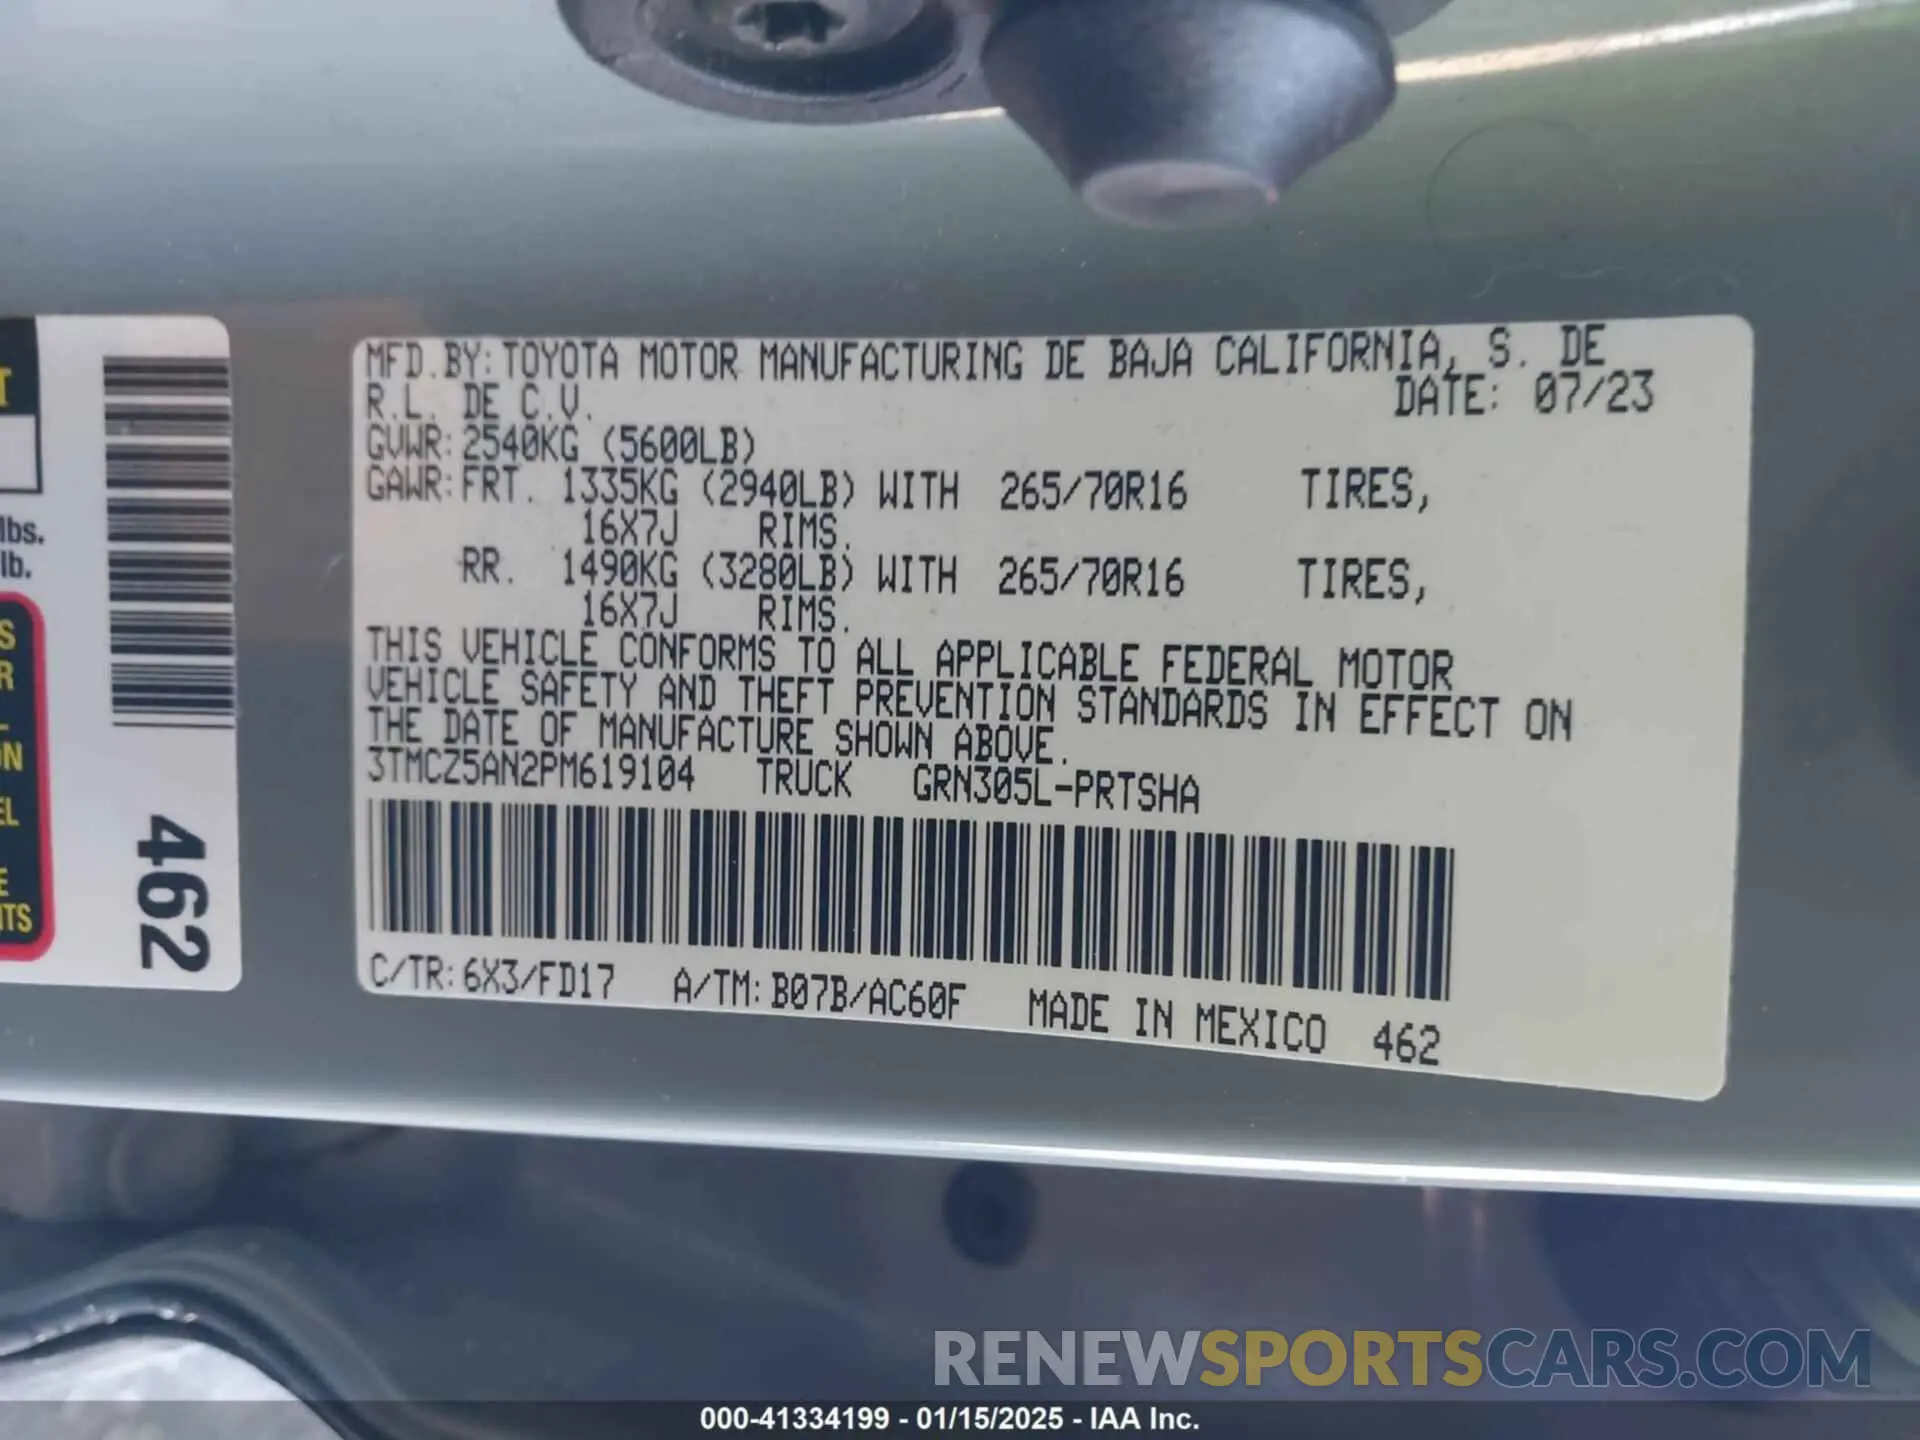 MFD.BY: TOYOTA MOTOR MANUFACTURING DE BAJA CALIFORNIA, S. DE
R.L. DE C.V. DATE: 07/23
GVWR: 2540KG (5600LB)
GAWR: FRT. 1335KG (2940LB) WITH 265/70R16 TIRES,
16X7J RIMS.
RR. 1490KG (3280LB) WITH 265/70R16 TIRES,
16X7J RIMS.
THIS VEHICLE CONFORMS TO ALL APPLICABLE FEDERAL MOTOR
VEHICLE SAFETY AND THEFT PREVENTION STANDARDS IN EFFECT ON
THE DATE OF MANUFACTURE SHOWN ABOVE.
3TMCZ5AN2PM619104 TRUCK GRN305L-PRTSHA
C/TR: 6X3/FD17 A/TM: B07B/AC60F MADE IN MEXICO 462
lbs.
lb.
462
RENEWSPORTSCARS.COM
000-41334199 - 01/15/2025 - IAA Inc.